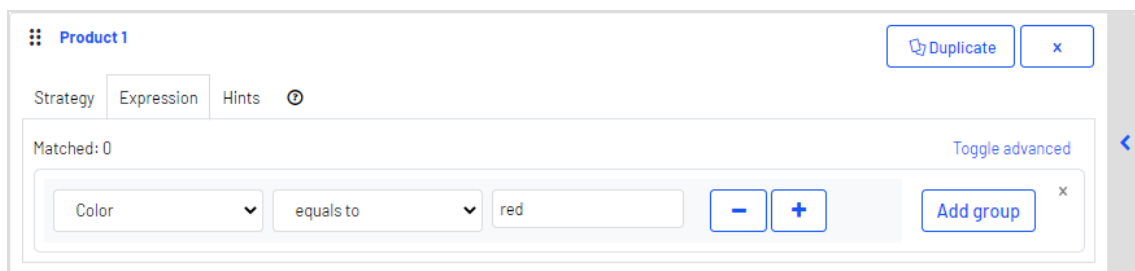 Product 1
Duplicate
x
Strategy Expression Hints ?
Matched: 0 Toggle advanced
Color equals to red − + Add group x